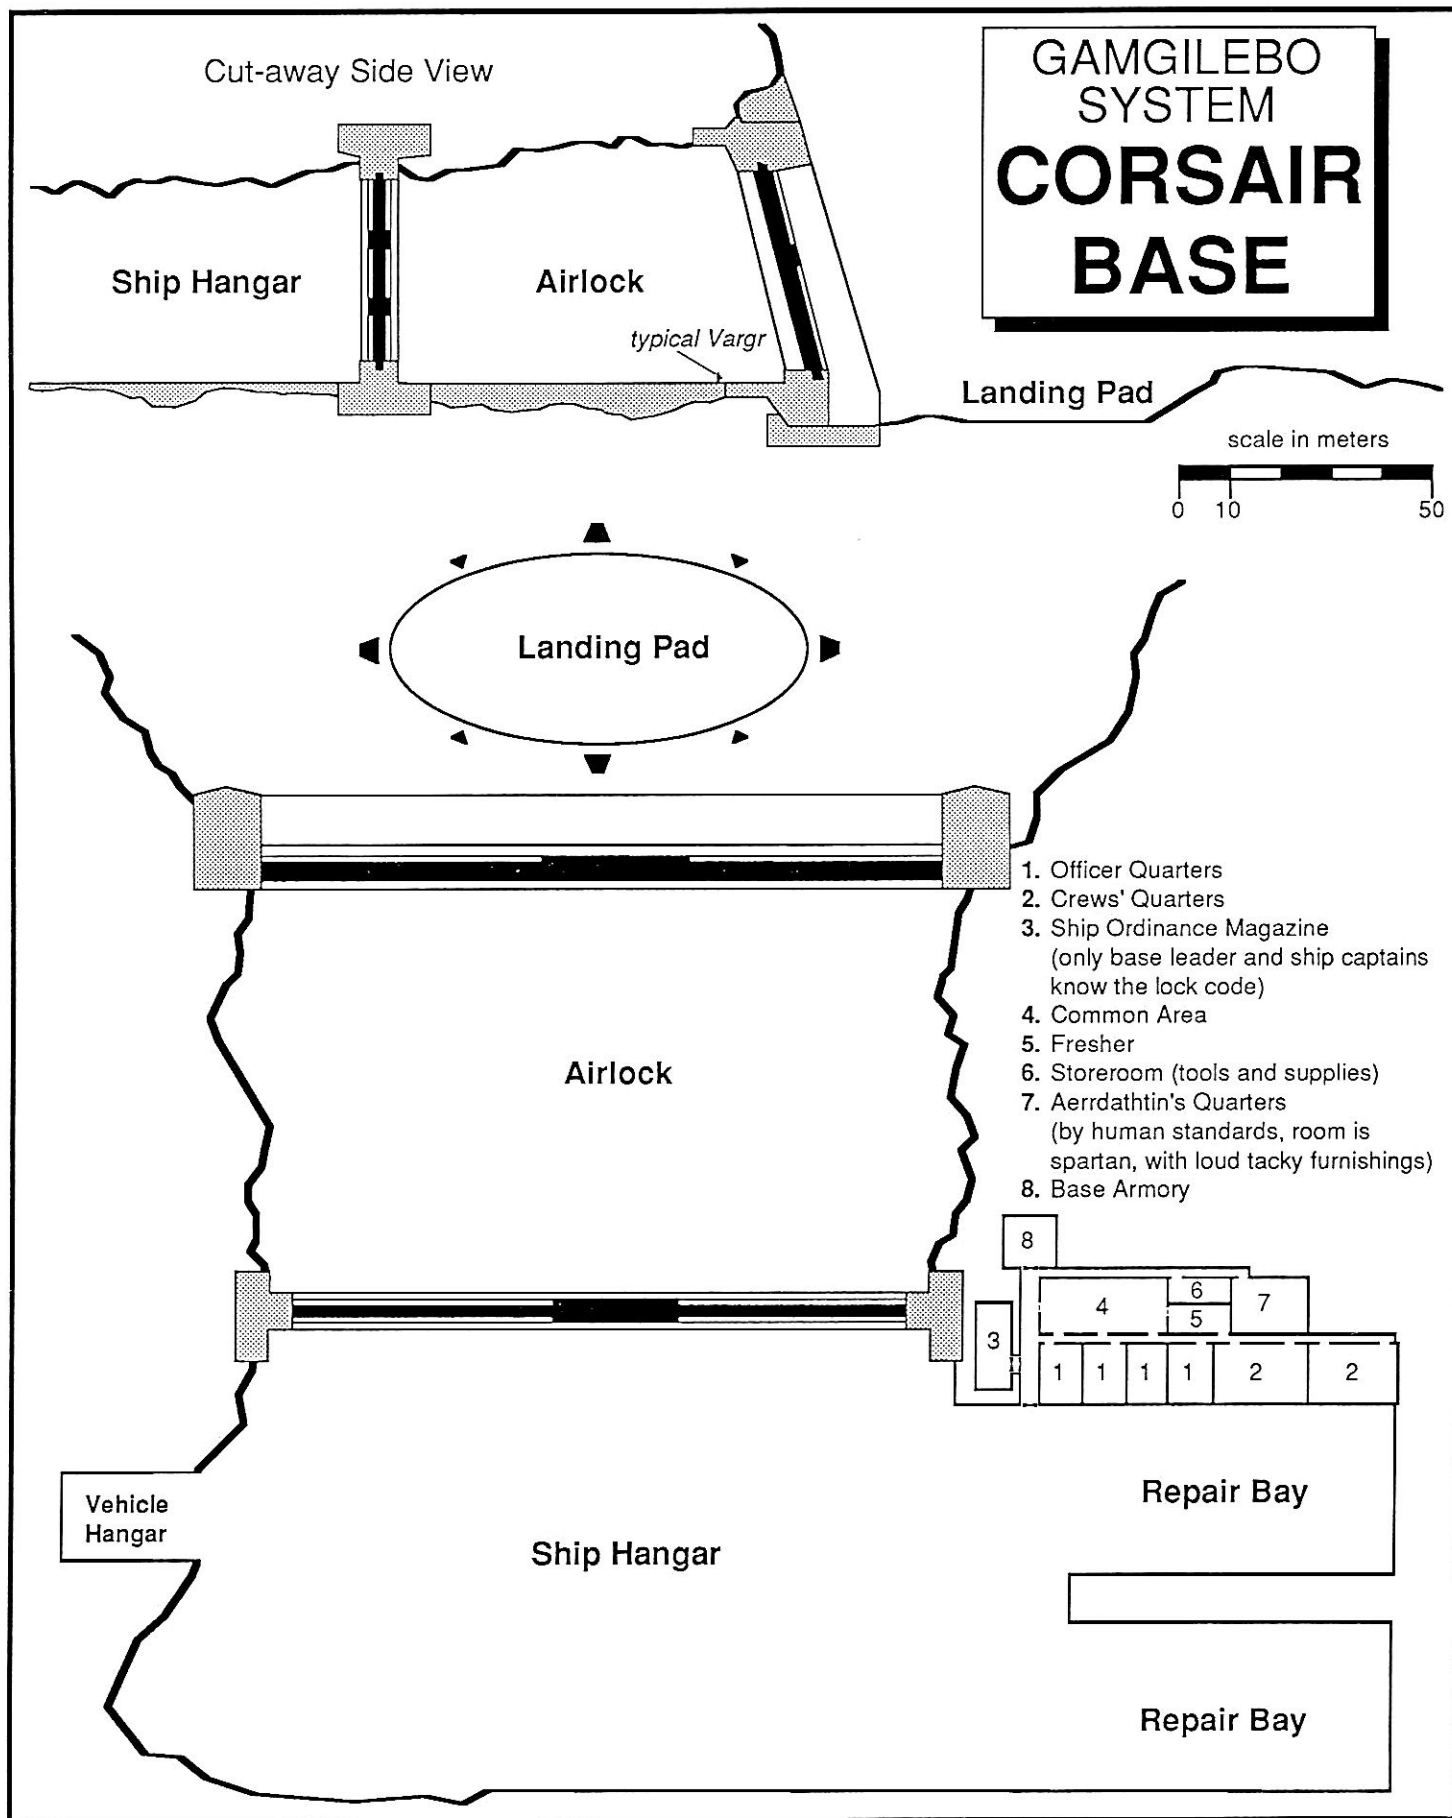 Cut-away Side View
GAMGILEBO
SYSTEM
CORSAIR
BASE
Ship Hangar
Airlock
typical Vargr
Landing Pad
scale in meters
0 10 50
Landing Pad
1. Officer Quarters
2. Crews' Quarters
3. Ship Ordinance Magazine
(only base leader and ship captains
know the lock code)
4. Common Area
5. Fresher
6. Storeroom (tools and supplies)
7. Aerrdathtin's Quarters
(by human standards, room is
spartan, with loud tacky furnishings)
8. Base Armory
Airlock
8
6
4 7
5
3
1 1 1 1 2 2
Vehicle
Hangar
Repair Bay
Ship Hangar
Repair Bay